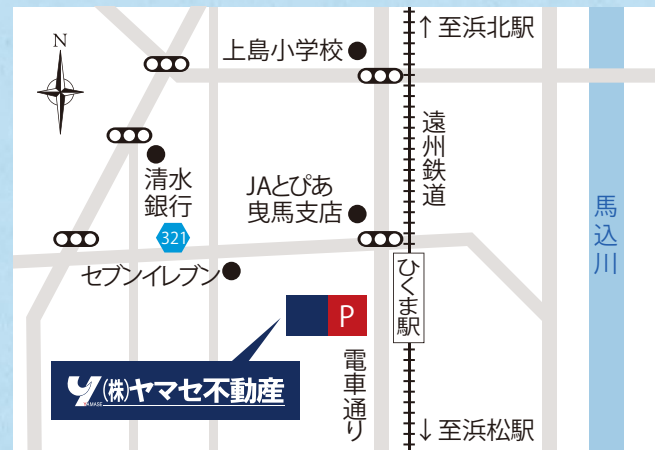 N
上島小学校
↑至浜北駅
遠州鉄道
清水
銀行
JAとぴあ
曳馬支店
321
馬込川
セブンイレブン
ひくま駅
P
電車通り
YAMASE
(株)ヤマセ不動産
↓至浜松駅